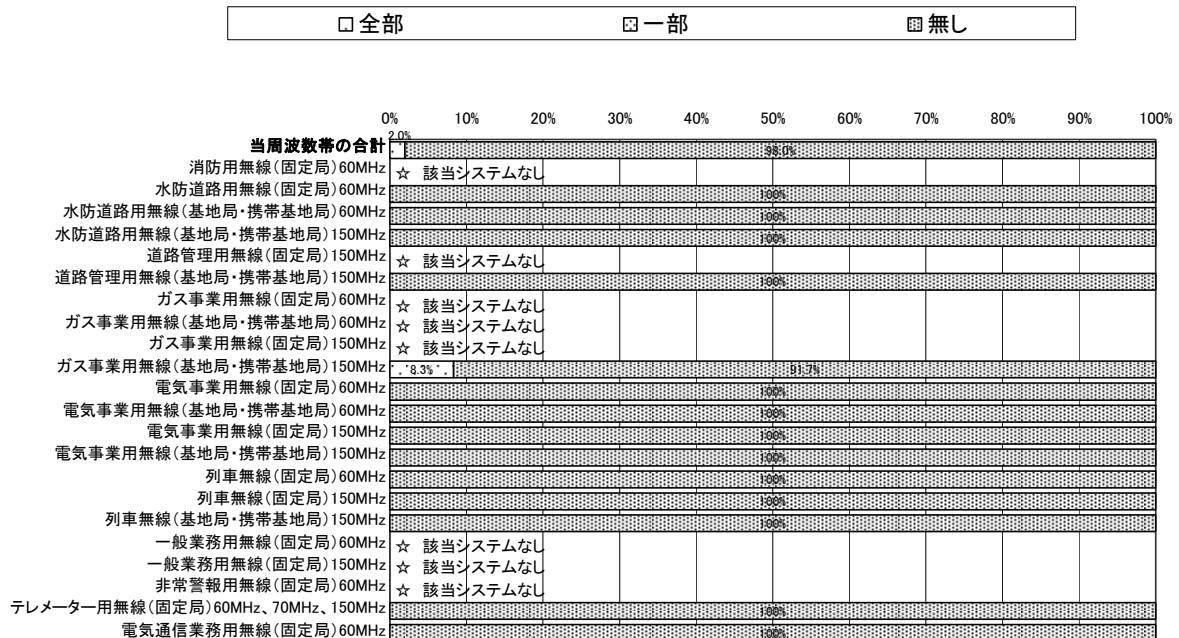 全部 一部 無し
0% 10% 20% 30% 40% 50% 60% 70% 80% 90% 100%
当周波数帯の合計 2.0% 98.0%
消防用無線(固定局)60MHz ☆ 該当システムなし
水防道路用無線(固定局)60MHz 100%
水防道路用無線(基地局・携帯基地局)60MHz 100%
水防道路用無線(基地局・携帯基地局)150MHz 100%
道路管理用無線(固定局)150MHz ☆ 該当システムなし
道路管理用無線(基地局・携帯基地局)150MHz 100%
ガス事業用無線(固定局)60MHz ☆ 該当システムなし
ガス事業用無線(基地局・携帯基地局)60MHz ☆ 該当システムなし
ガス事業用無線(固定局)150MHz ☆ 該当システムなし
ガス事業用無線(基地局・携帯基地局)150MHz 8.3% 91.7%
電気事業用無線(固定局)60MHz 100%
電気事業用無線(基地局・携帯基地局)60MHz 100%
電気事業用無線(固定局)150MHz 100%
電気事業用無線(基地局・携帯基地局)150MHz 100%
列車無線(固定局)60MHz 100%
列車無線(固定局)150MHz 100%
列車無線(基地局・携帯基地局)150MHz 100%
一般業務用無線(固定局)60MHz ☆ 該当システムなし
一般業務用無線(固定局)150MHz ☆ 該当システムなし
非常警報用無線(固定局)60MHz ☆ 該当システムなし
テレメーター用無線(固定局)60MHz、70MHz、150MHz 100%
電気通信業務用無線(固定局)60MHz 100%